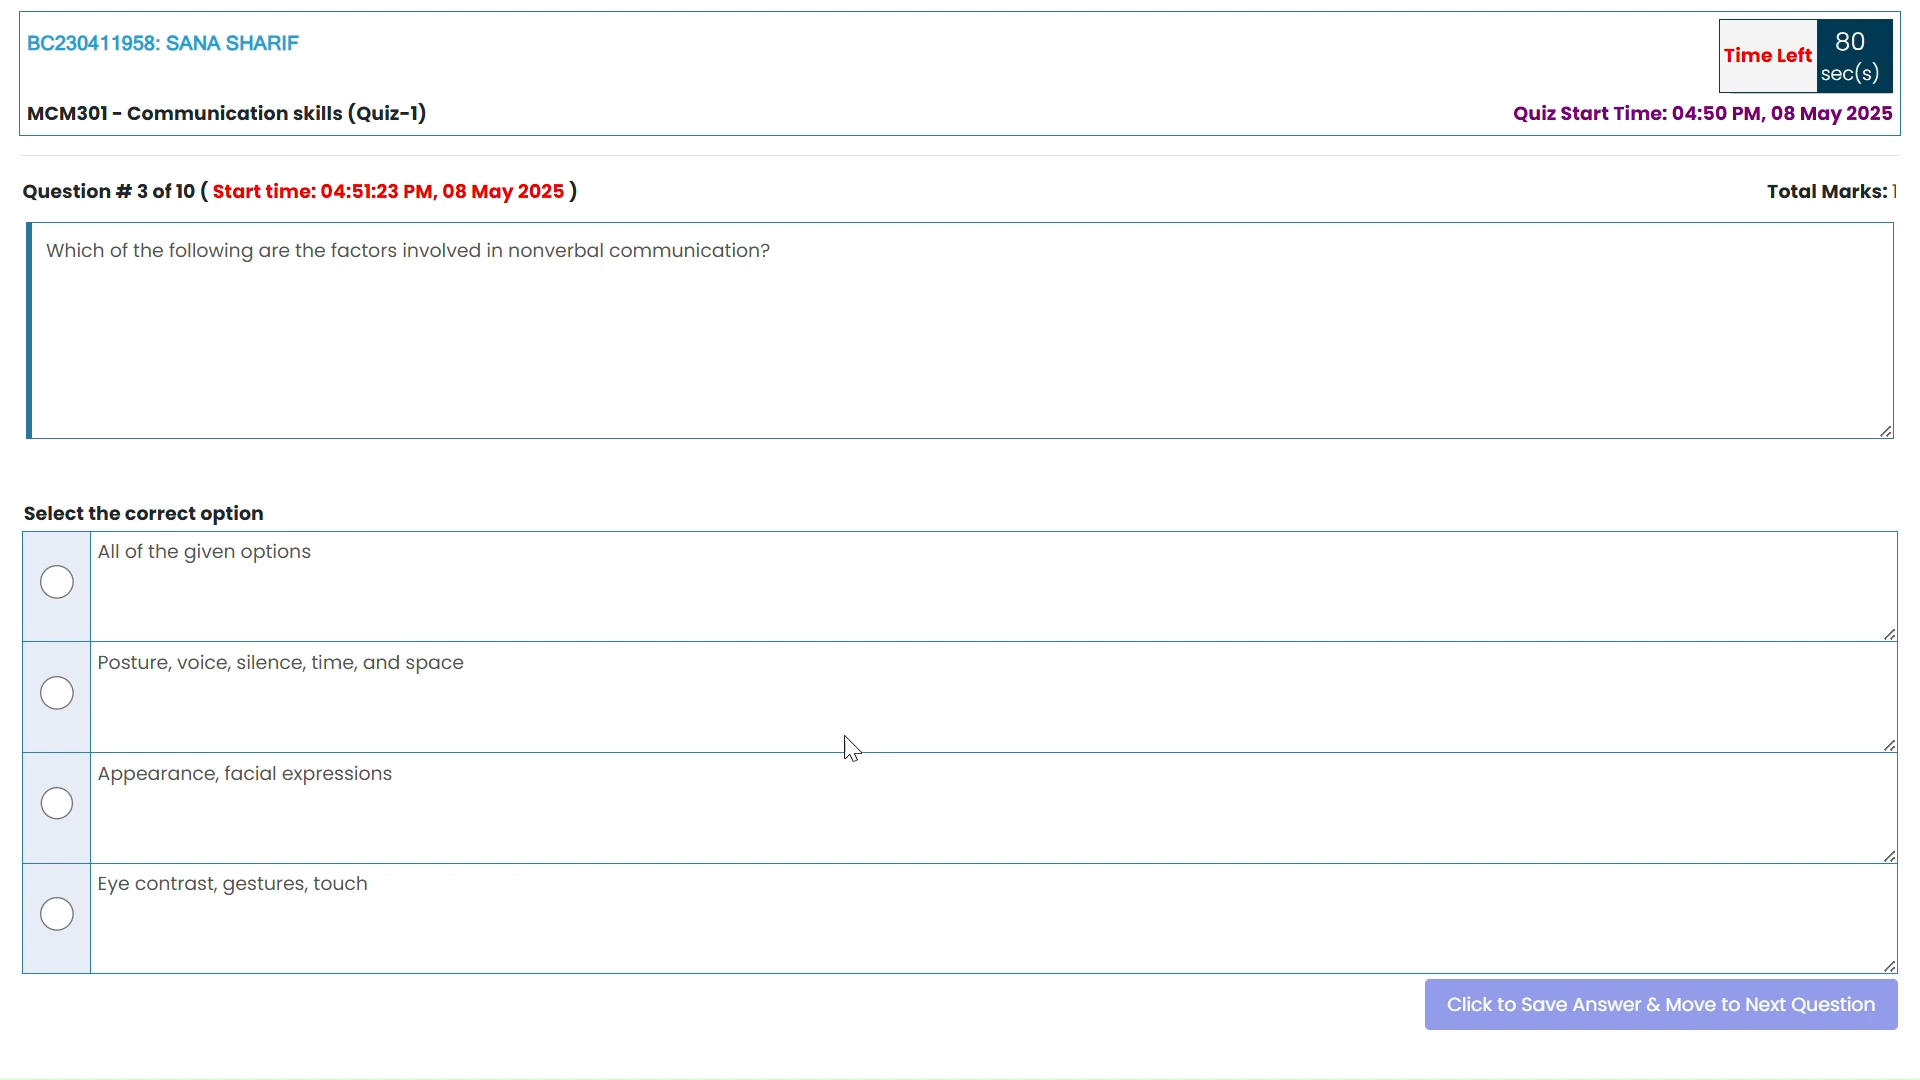 BC230411958: SANA SHARIF
Time Left
80
sec(s)
MCM301 - Communication skills (Quiz-1)
Quiz Start Time: 04:50 PM, 08 May 2025
Question # 3 of 10 ( Start time: 04:51:23 PM, 08 May 2025 )
Total Marks: 1
Which of the following are the factors involved in nonverbal communication?
Select the correct option
All of the given options
Posture, voice, silence, time, and space
Appearance, facial expressions
Eye contrast, gestures, touch
Click to Save Answer & Move to Next Question